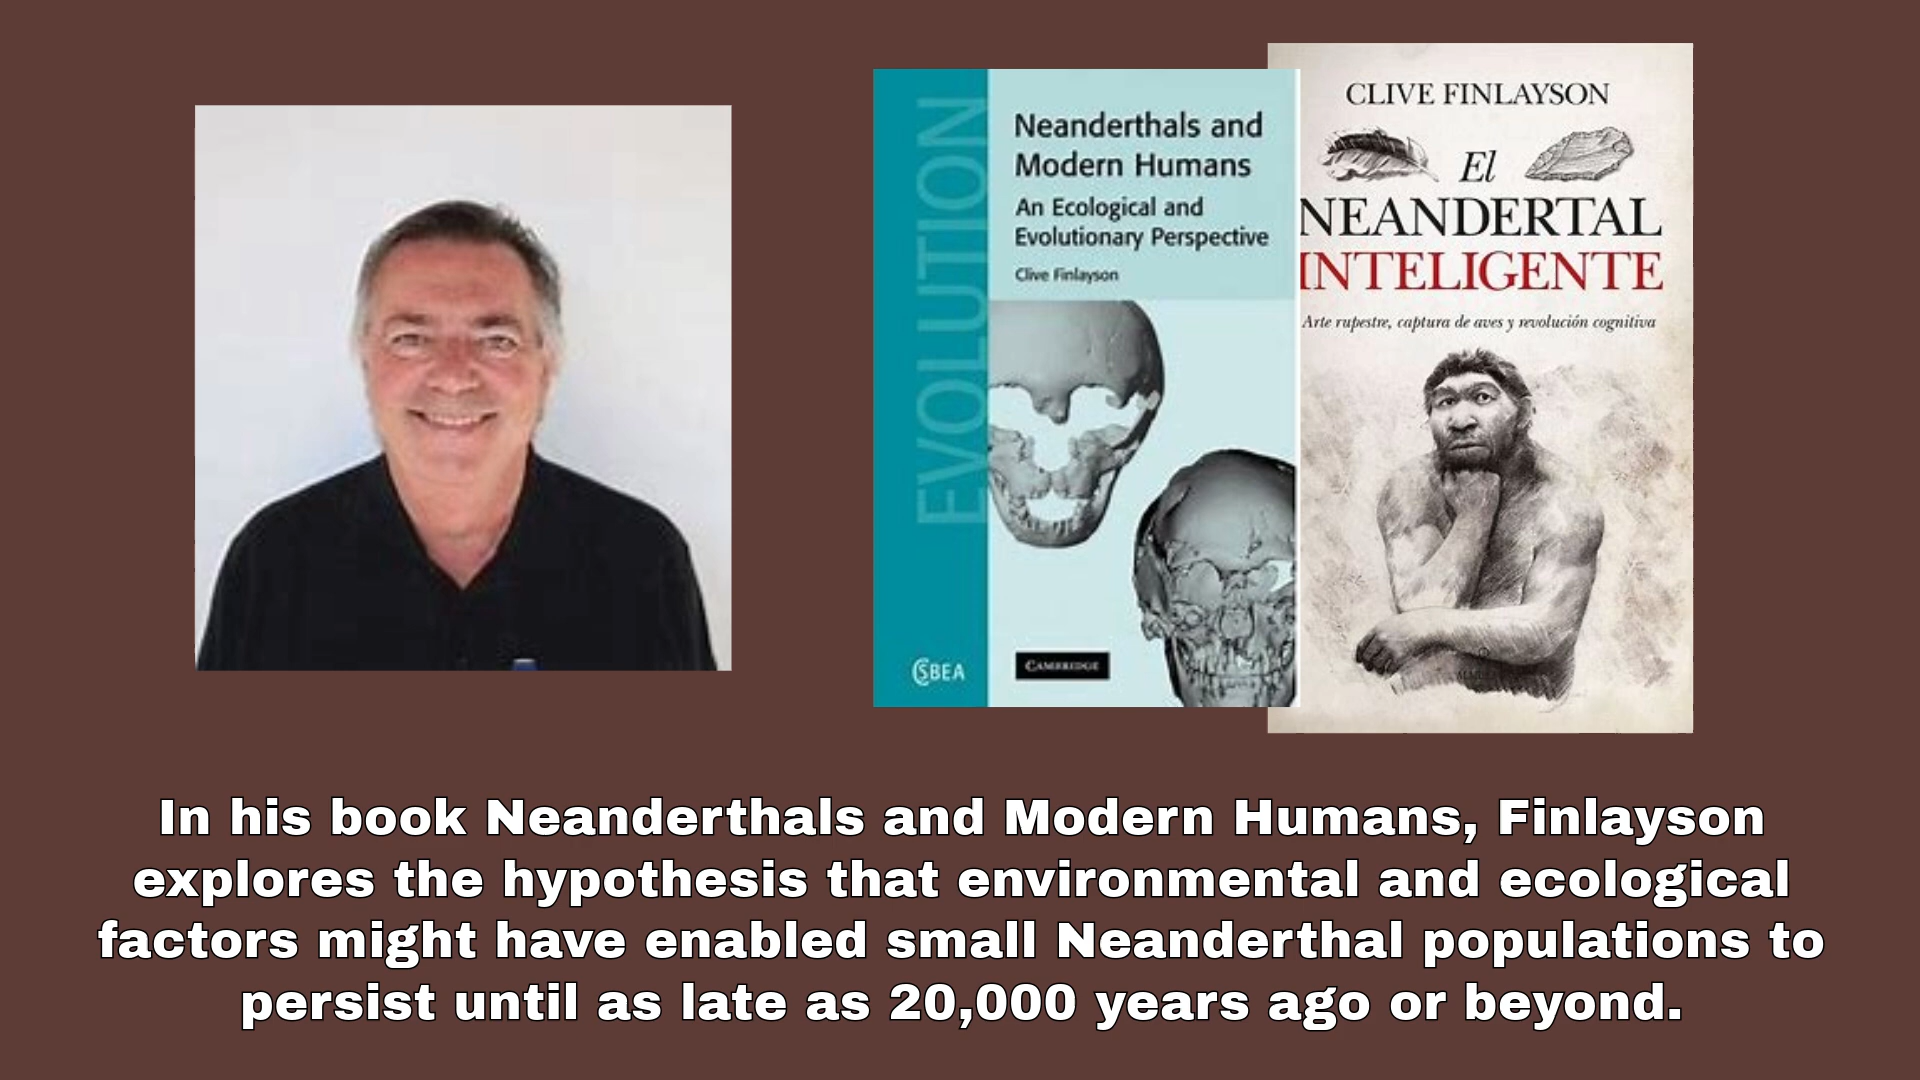 EVOLUTION
Neanderthals and
Modern Humans
An Ecological and
Evolutionary Perspective
Clive Finlayson
CSBEA
CAMBRIDGE
CLIVE FINLAYSON
El
NEANDERTAL
INTELIGENTE
Arte rupestre, captura de aves y revolución cognitiva
In his book Neanderthals and Modern Humans, Finlayson
explores the hypothesis that environmental and ecological
factors might have enabled small Neanderthal populations to
persist until as late as 20,000 years ago or beyond.